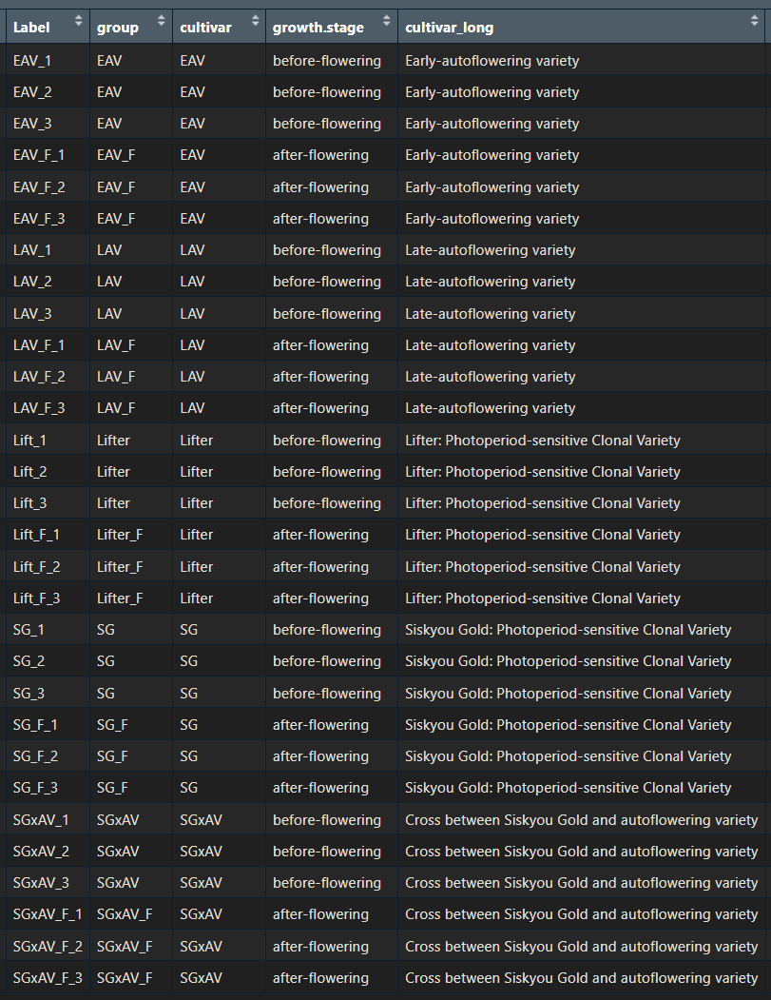 Label group cultivar growth.stage cultivar_long
EAV_1 EAV EAV before-flowering Early-autoflowering variety
EAV_2 EAV EAV before-flowering Early-autoflowering variety
EAV_3 EAV EAV before-flowering Early-autoflowering variety
EAV_F_1 EAV_F EAV after-flowering Early-autoflowering variety
EAV_F_2 EAV_F EAV after-flowering Early-autoflowering variety
EAV_F_3 EAV_F EAV after-flowering Early-autoflowering variety
LAV_1 LAV LAV before-flowering Late-autoflowering variety
LAV_2 LAV LAV before-flowering Late-autoflowering variety
LAV_3 LAV LAV before-flowering Late-autoflowering variety
LAV_F_1 LAV_F LAV after-flowering Late-autoflowering variety
LAV_F_2 LAV_F LAV after-flowering Late-autoflowering variety
LAV_F_3 LAV_F LAV after-flowering Late-autoflowering variety
Lift_1 Lifter Lifter before-flowering Lifter: Photoperiod-sensitive Clonal Variety
Lift_2 Lifter Lifter before-flowering Lifter: Photoperiod-sensitive Clonal Variety
Lift_3 Lifter Lifter before-flowering Lifter: Photoperiod-sensitive Clonal Variety
Lift_F_1 Lifter_F Lifter after-flowering Lifter: Photoperiod-sensitive Clonal Variety
Lift_F_2 Lifter_F Lifter after-flowering Lifter: Photoperiod-sensitive Clonal Variety
Lift_F_3 Lifter_F Lifter after-flowering Lifter: Photoperiod-sensitive Clonal Variety
SG_1 SG SG before-flowering Siskyou Gold: Photoperiod-sensitive Clonal Variety
SG_2 SG SG before-flowering Siskyou Gold: Photoperiod-sensitive Clonal Variety
SG_3 SG SG before-flowering Siskyou Gold: Photoperiod-sensitive Clonal Variety
SG_F_1 SG_F SG after-flowering Siskyou Gold: Photoperiod-sensitive Clonal Variety
SG_F_2 SG_F SG after-flowering Siskyou Gold: Photoperiod-sensitive Clonal Variety
SG_F_3 SG_F SG after-flowering Siskyou Gold: Photoperiod-sensitive Clonal Variety
SGxAV_1 SGxAV SGxAV before-flowering Cross between Siskyou Gold and autoflowering variety
SGxAV_2 SGxAV SGxAV before-flowering Cross between Siskyou Gold and autoflowering variety
SGxAV_3 SGxAV SGxAV before-flowering Cross between Siskyou Gold and autoflowering variety
SGxAV_F_1 SGxAV_F SGxAV after-flowering Cross between Siskyou Gold and autoflowering variety
SGxAV_F_2 SGxAV_F SGxAV after-flowering Cross between Siskyou Gold and autoflowering variety
SGxAV_F_3 SGxAV_F SGxAV after-flowering Cross between Siskyou Gold and autoflowering variety